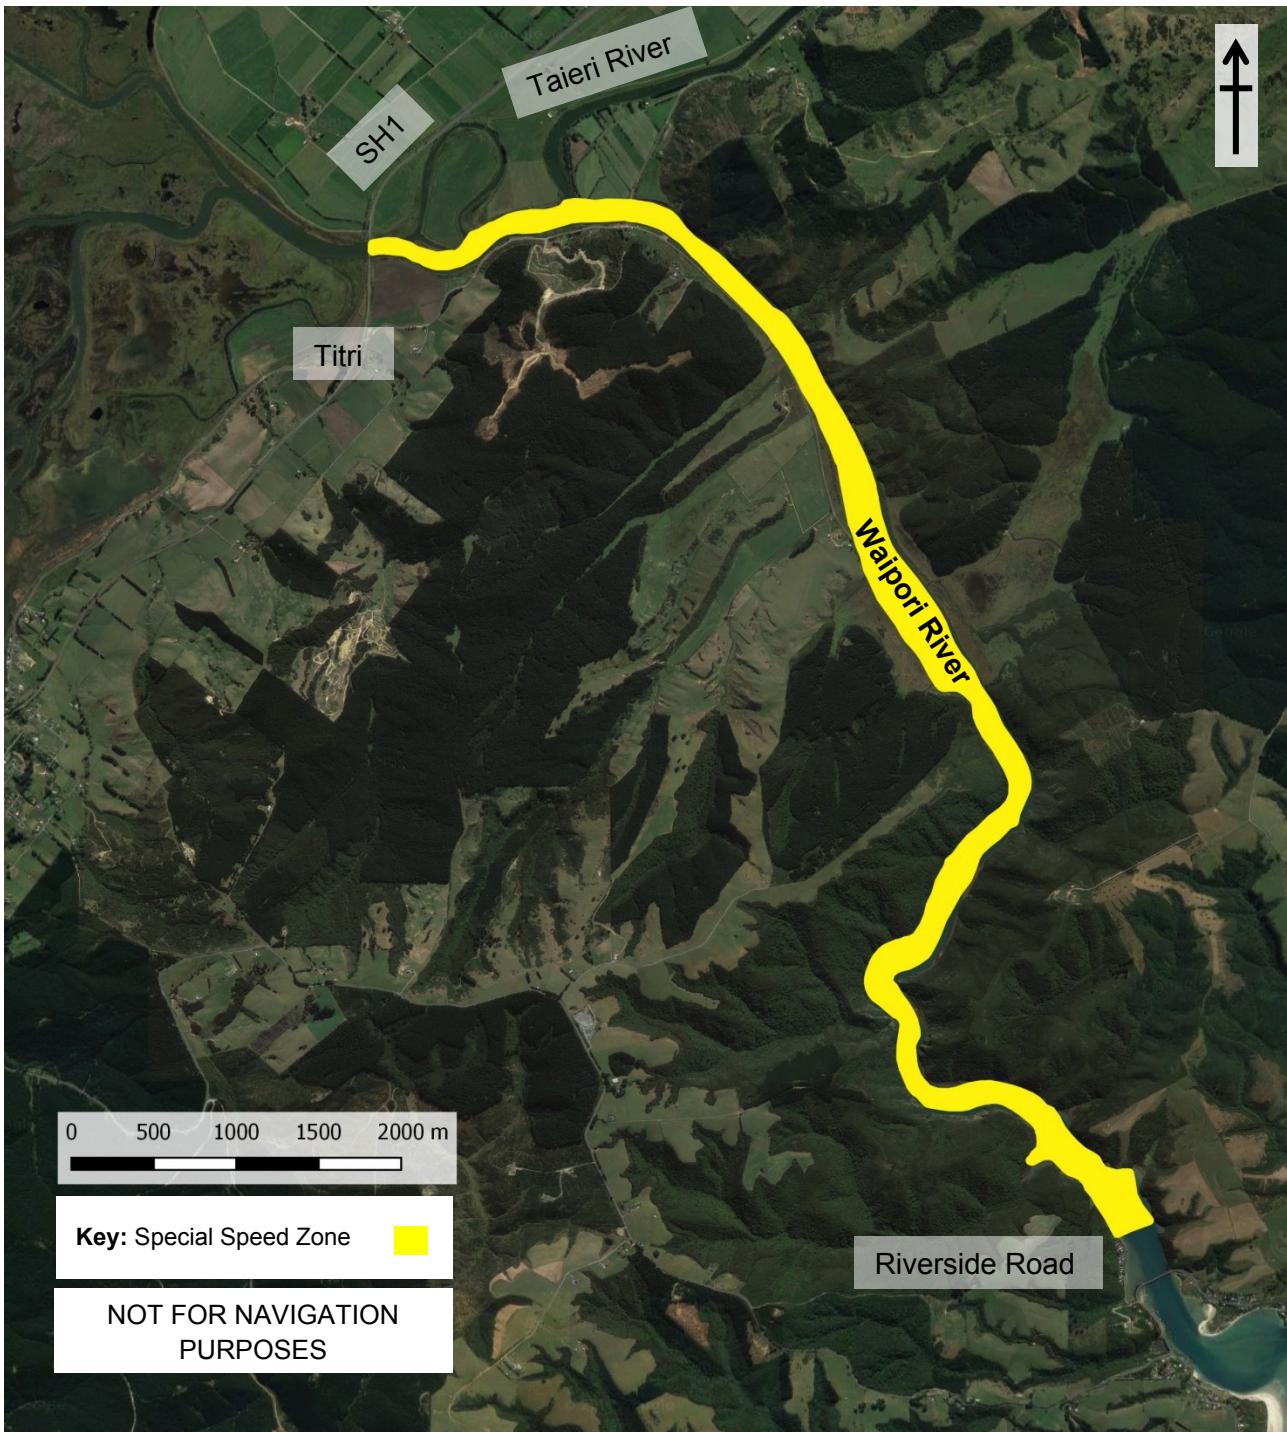 Taieri River
SH1
Titri
Waipori River
0 500 1000 1500 2000 m
Key: Special Speed Zone
Riverside Road
NOT FOR NAVIGATION
PURPOSES